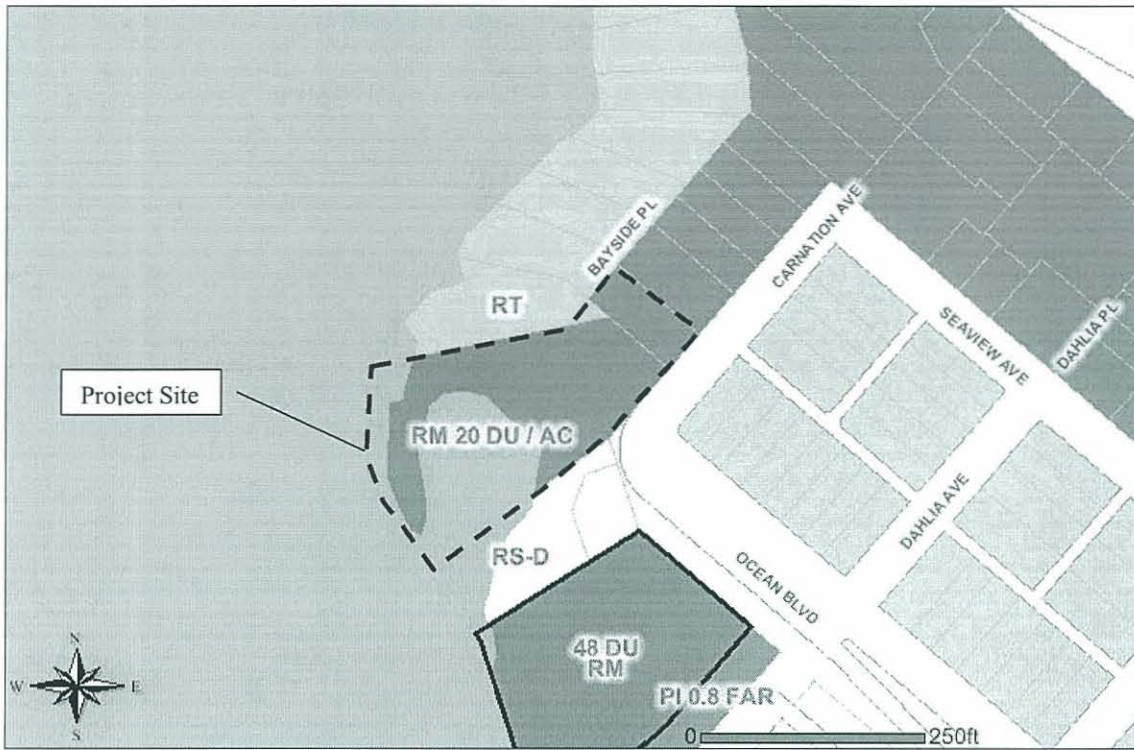 BAYSIDE PL
CARNATION AVE
RT
SEAVIEW AVE
DAHLIA PL
Project Site
RM 20 DU / AC
DAHLIA AVE
RS-D
OCEAN BLVD
48 DU
RM
PI 0.8 FAR
N
W
E
S
0
250ft